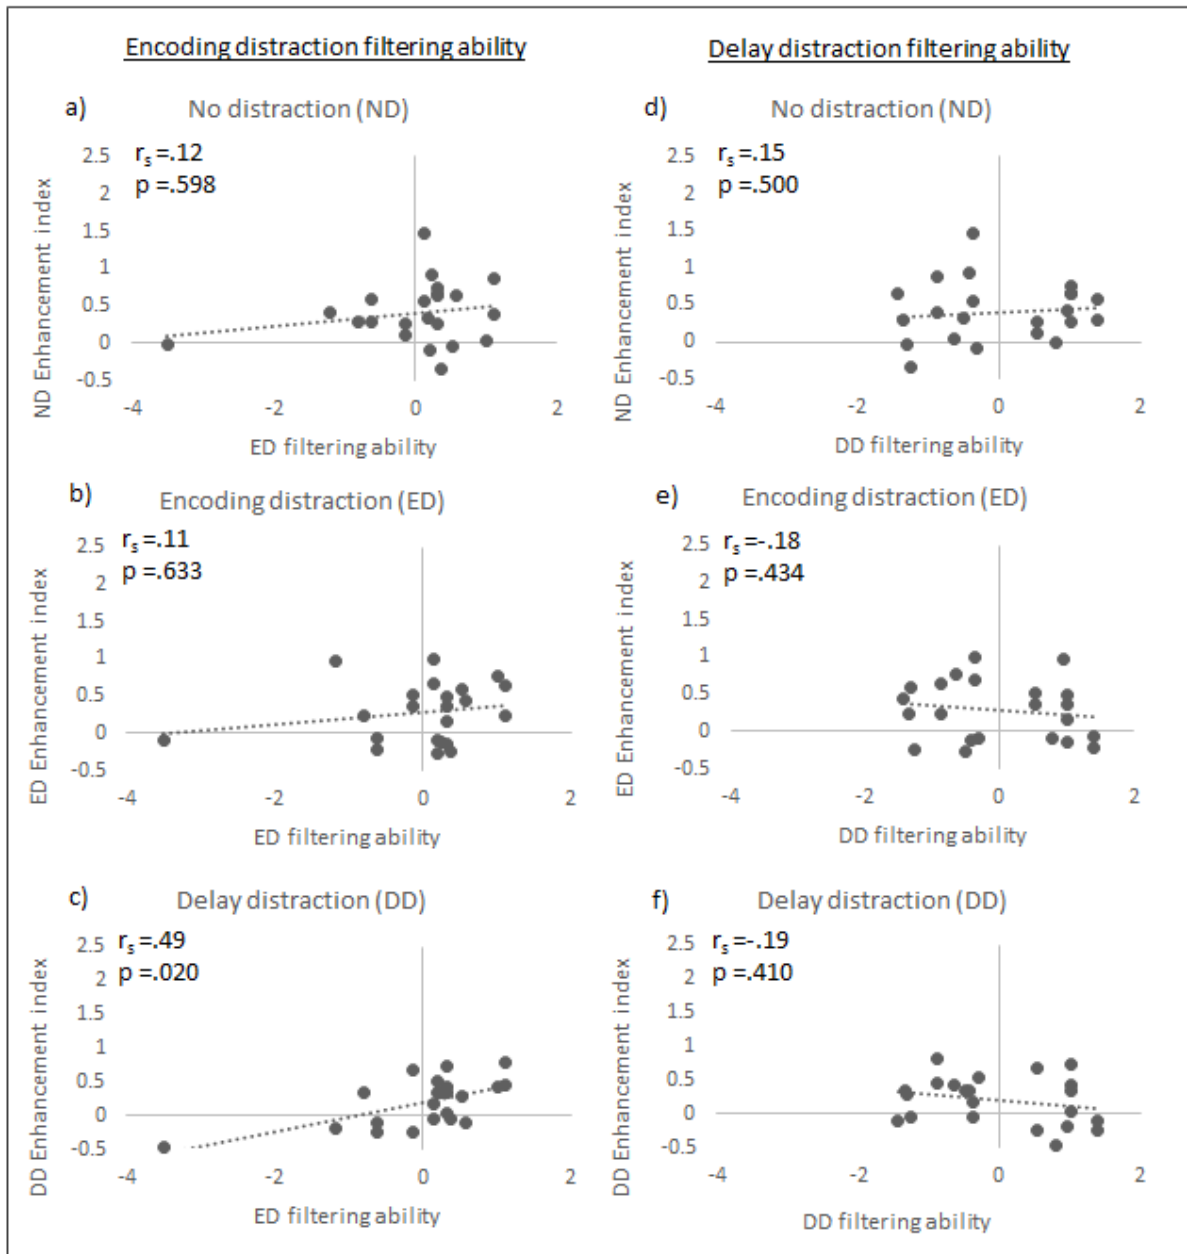 Encoding distraction filtering ability
Delay distraction filtering ability
a)
No distraction (ND)
rs =.12
p =.598
2.5
2
1.5
1
0.5
0
-0.5
-4
-2
0
2
ND Enhancement index
ED filtering ability
d)
No distraction (ND)
rs =.15
p =.500
2.5
2
1.5
1
0.5
0
-0.5
-4
-2
0
2
ND Enhancement index
DD filtering ability
b)
Encoding distraction (ED)
rs =.11
p =.633
2.5
2
1.5
1
0.5
0
-0.5
-4
-2
0
2
ED Enhancement index
ED filtering ability
e)
Encoding distraction (ED)
rs =-.18
p =.434
2.5
2
1.5
1
0.5
0
-0.5
-4
-2
0
2
ED Enhancement index
DD filtering ability
c)
Delay distraction (DD)
rs =.49
p =.020
2.5
2
1.5
1
0.5
0
-0.5
-4
-2
0
2
DD Enhancement index
ED filtering ability
f)
Delay distraction (DD)
rs =-.19
p =.410
2.5
2
1.5
1
0.5
0
-0.5
-4
-2
0
2
DD Enhancement index
DD filtering ability